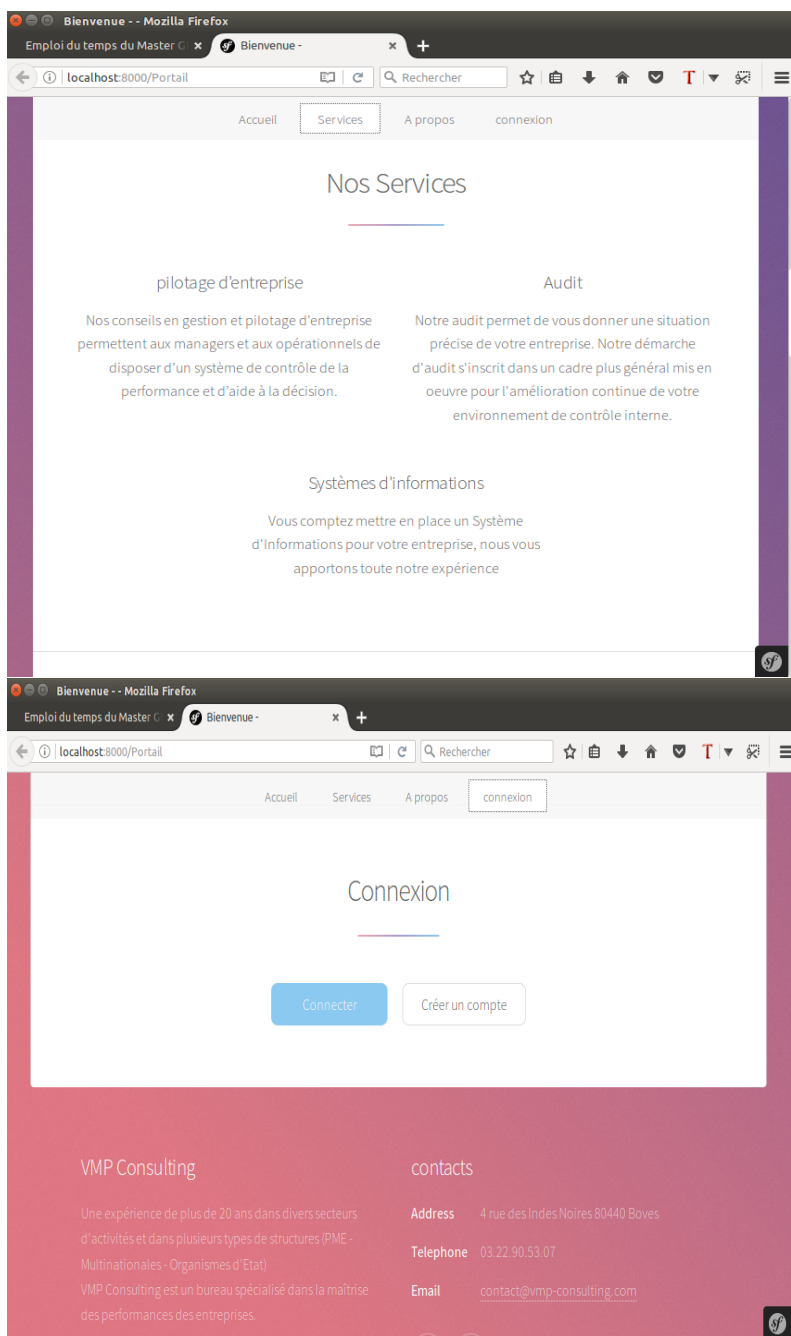 Bienvenue - - Mozilla Firefox
Emploi du temps du Master G
Bienvenue -
localhost:8000/Portail
Rechercher
Accueil Services A propos connexion
Nos Services
pilotage d'entreprise
Nos conseils en gestion et pilotage d'entreprise
permettent aux managers et aux opérationnels de
disposer d'un système de contrôle de la
performance et d'aide à la décision.
Audit
Notre audit permet de vous donner une situation
précise de votre entreprise. Notre démarche
d'audit s'inscrit dans un cadre plus général mis en
oeuvre pour l'amélioration continue de votre
environnement de contrôle interne.
Systèmes d'informations
Vous comptez mettre en place un Système
d'Informations pour votre entreprise, nous vous
apportons toute notre expérience
sf
Bienvenue - - Mozilla Firefox
Emploi du temps du Master G
Bienvenue -
localhost:8000/Portail
Rechercher
Accueil Services A propos connexion
Connexion
Connecter
Créer un compte
VMP Consulting
Une expérience de plus de 20 ans dans divers secteurs
d'activités et dans plusieurs types de structures (PME -
Multinationales - Organismes d'Etat)
VMP Consulting est un bureau spécialisé dans la maîtrise
des performances des entreprises.
contacts
Address 4 rue des Indes Noires 80440 Boves
Telephone 03.22.90.53.07
Email contact@vmp-consulting.com
sf